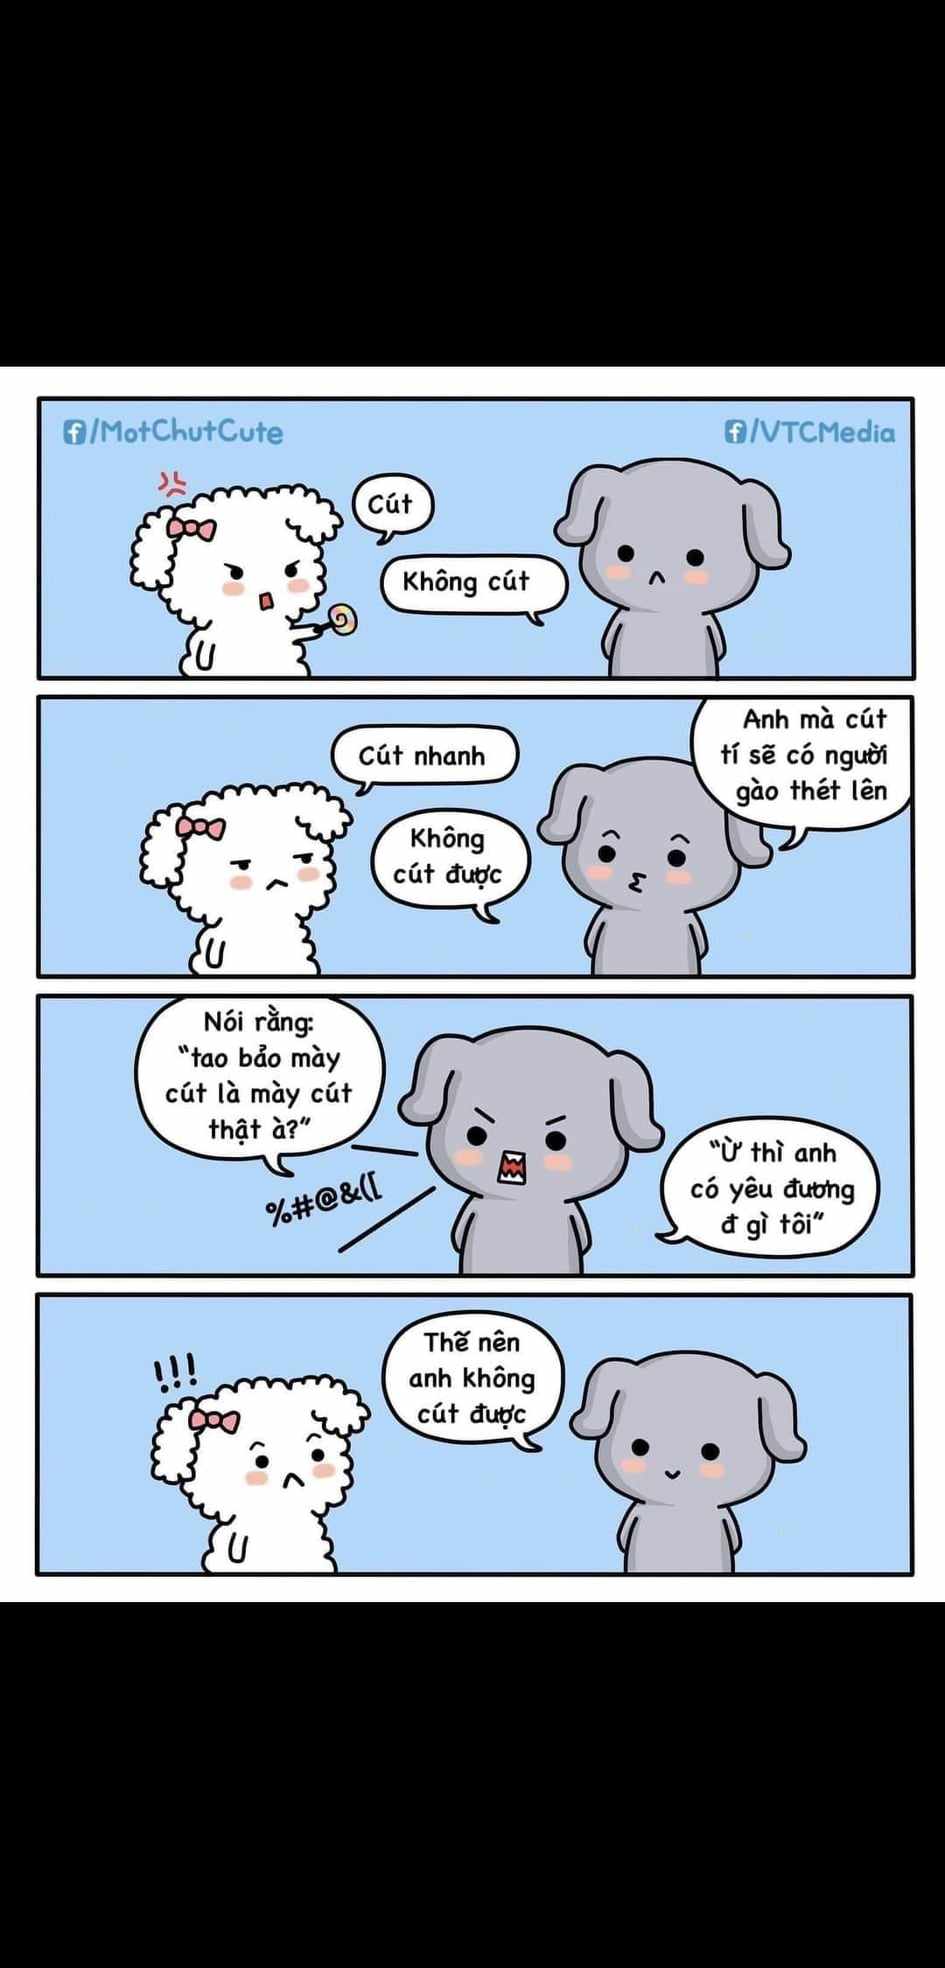 /MotChutCute
/VTCMedia
Cút
Không cút
Cút nhanh
Không
cút được
Anh mà cút
tí sẽ có người
gào thét lên
Nói rằng:
"tao bảo mày
cút là mày cút
thật à?"
%#@&([
"Ừ thì anh
có yêu đương
đ gì tôi"
!!!
Thế nên
anh không
cút được